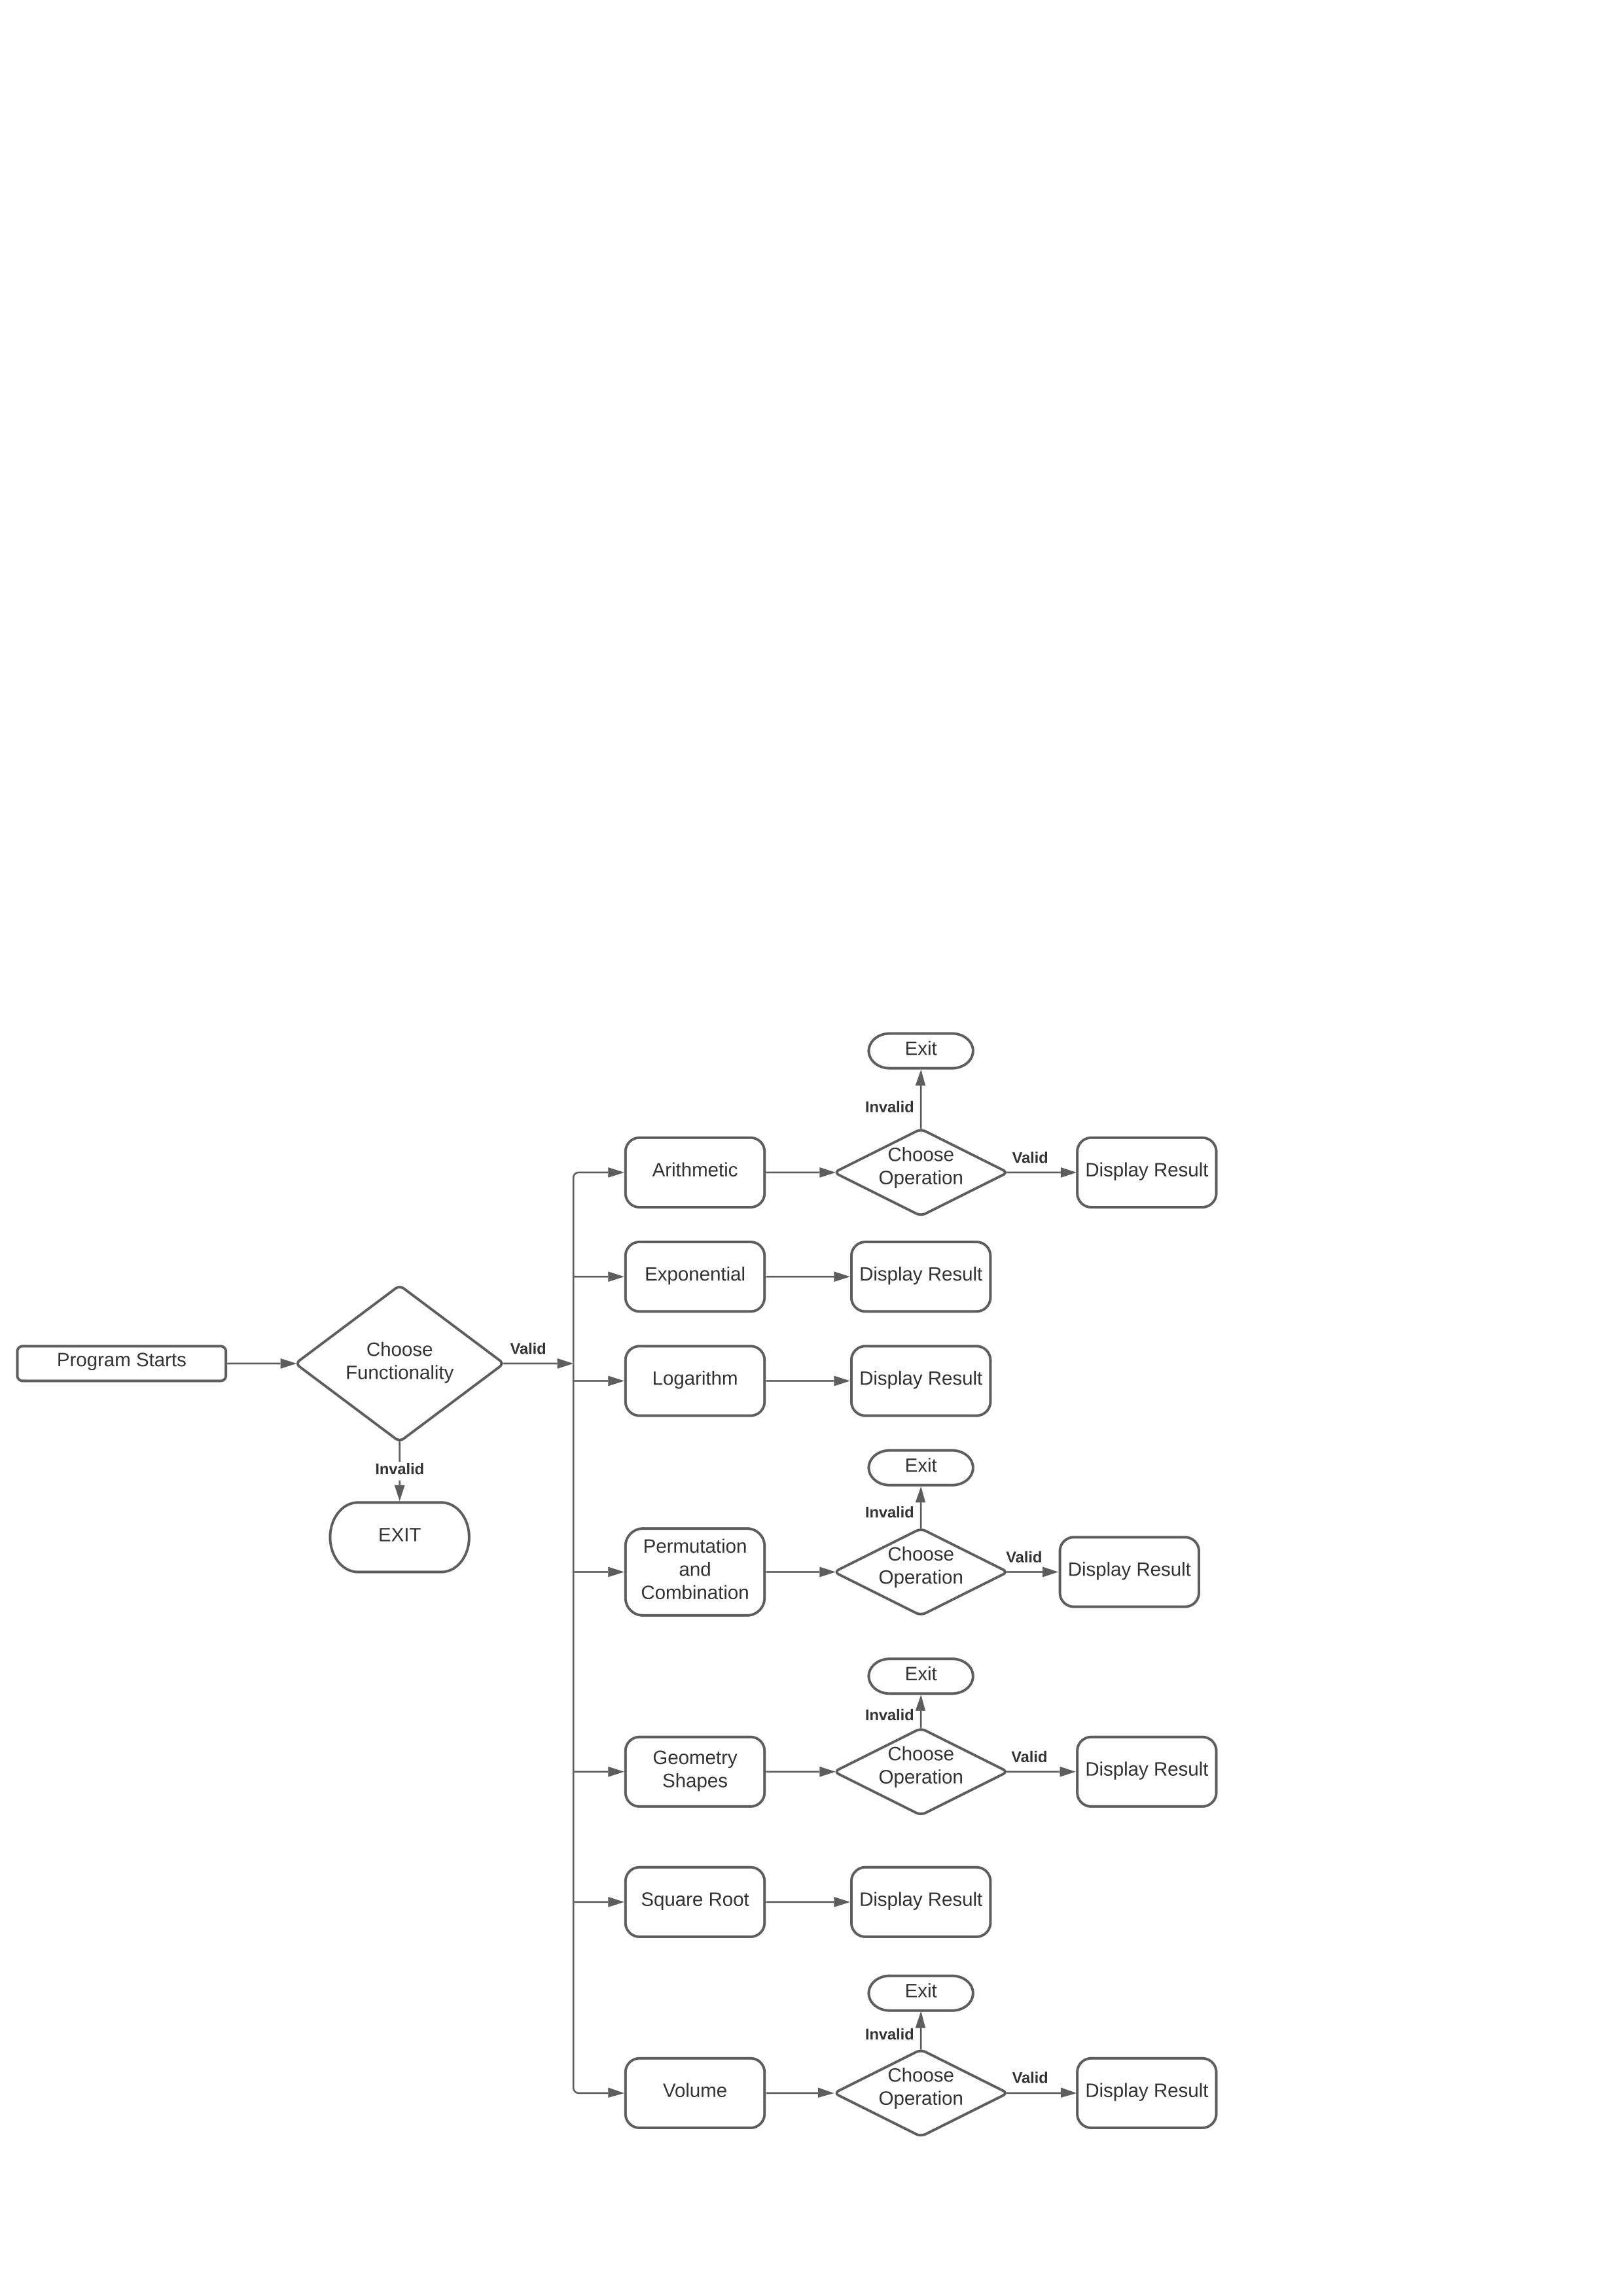 Exit
Invalid
Arithmetic
Choose
Operation
Valid
Display Result
Exponential
Display Result
Program Starts
Choose
Functionality
Valid
Logarithm
Display Result
Invalid
EXIT
Exit
Invalid
Permutation
and
Combination
Choose
Operation
Valid
Display Result
Exit
Invalid
Geometry
Shapes
Choose
Operation
Valid
Display Result
Square Root
Display Result
Exit
Invalid
Volume
Choose
Operation
Valid
Display Result